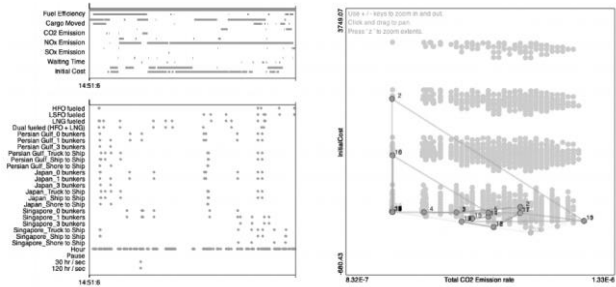 Fuel Efficiency
Cargo Moved
CO2 Emission
NOx Emission
SOx Emission
Waiting Time
Initial Cost
14:51:6
HFO fueled
LSFO fueled
LNG fueled
Dual fueled (HFO + LNG)
Persian Gulf_0 bunkers
Persian Gulf_1 bunkers
Persian Gulf_3 bunkers
Persian Gulf_Truck to Ship
Persian Gulf_Ship to Ship
Persian Gulf_Shore to Ship
Japan_0 bunkers
Japan_1 bunkers
Japan_3 bunkers
Japan_Truck to Ship
Japan_Ship to Ship
Japan_Shore to Ship
Singapore_0 bunkers
Singapore_1 bunkers
Singapore_3 bunkers
Singapore_Truck to Ship
Singapore_Ship to Ship
Singapore_Shore to Ship
Hour
Pause
30 hr / sec
120 hr / sec
14:51:6
Use + / - keys to zoom in and out.
Click and drag to pan.
Press 'z' to zoom extents.
3749.07
InitialCost
-680.43
2
16
4
3
15
8.32E-7
Total CO2 Emission rate
1.33E-6